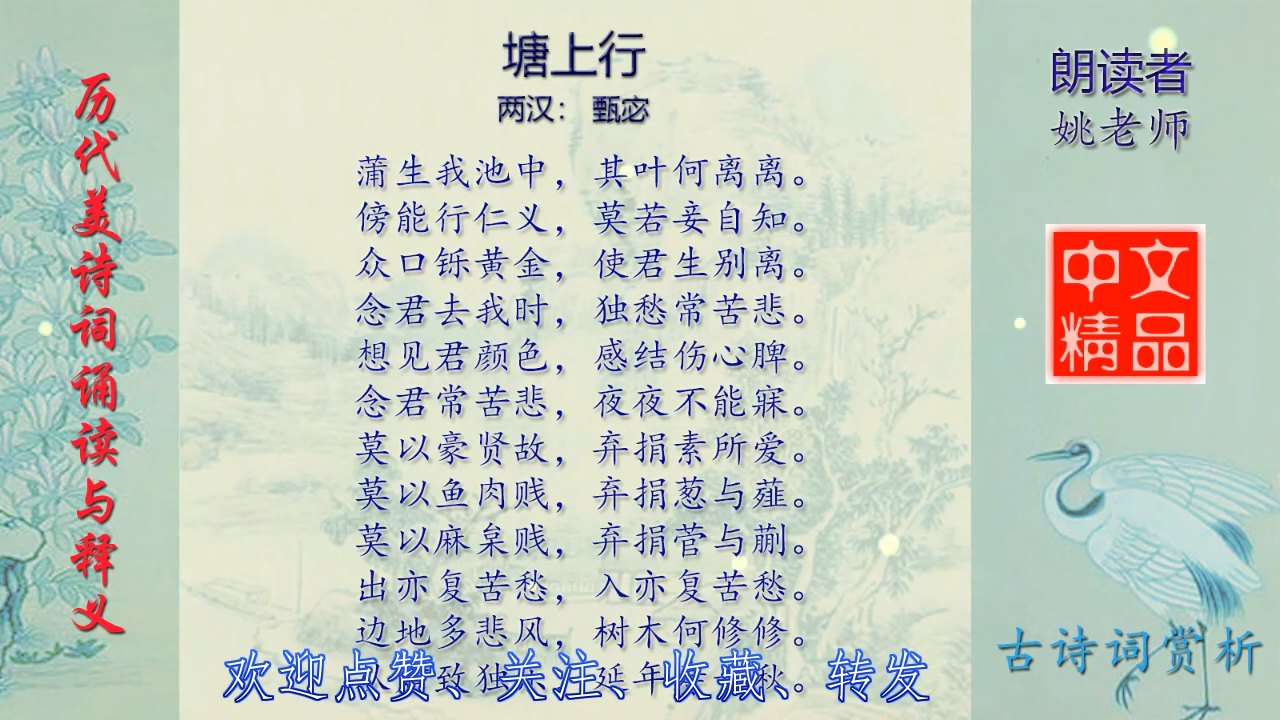 历代美诗词诵读与释义
塘上行
两汉： 甄宓
蒲生我池中，其叶何离离。
傍能行仁义，莫若妾自知。
众口铄黄金，使君生别离。
念君去我时，独愁常苦悲。
想见君颜色，感结伤心脾。
念君常苦悲，夜夜不能寐。
莫以豪贤故，弃捐素所爱。
莫以鱼肉贱，弃捐葱与薤。
莫以麻枲贱，弃捐菅与蒯。
出亦复苦愁，入亦复苦愁。
边地多悲风，树木何修修。
致独 延年 秋。
欢迎点赞、关注、收藏、转发
朗读者
姚老师
中文
精品
古诗词赏析